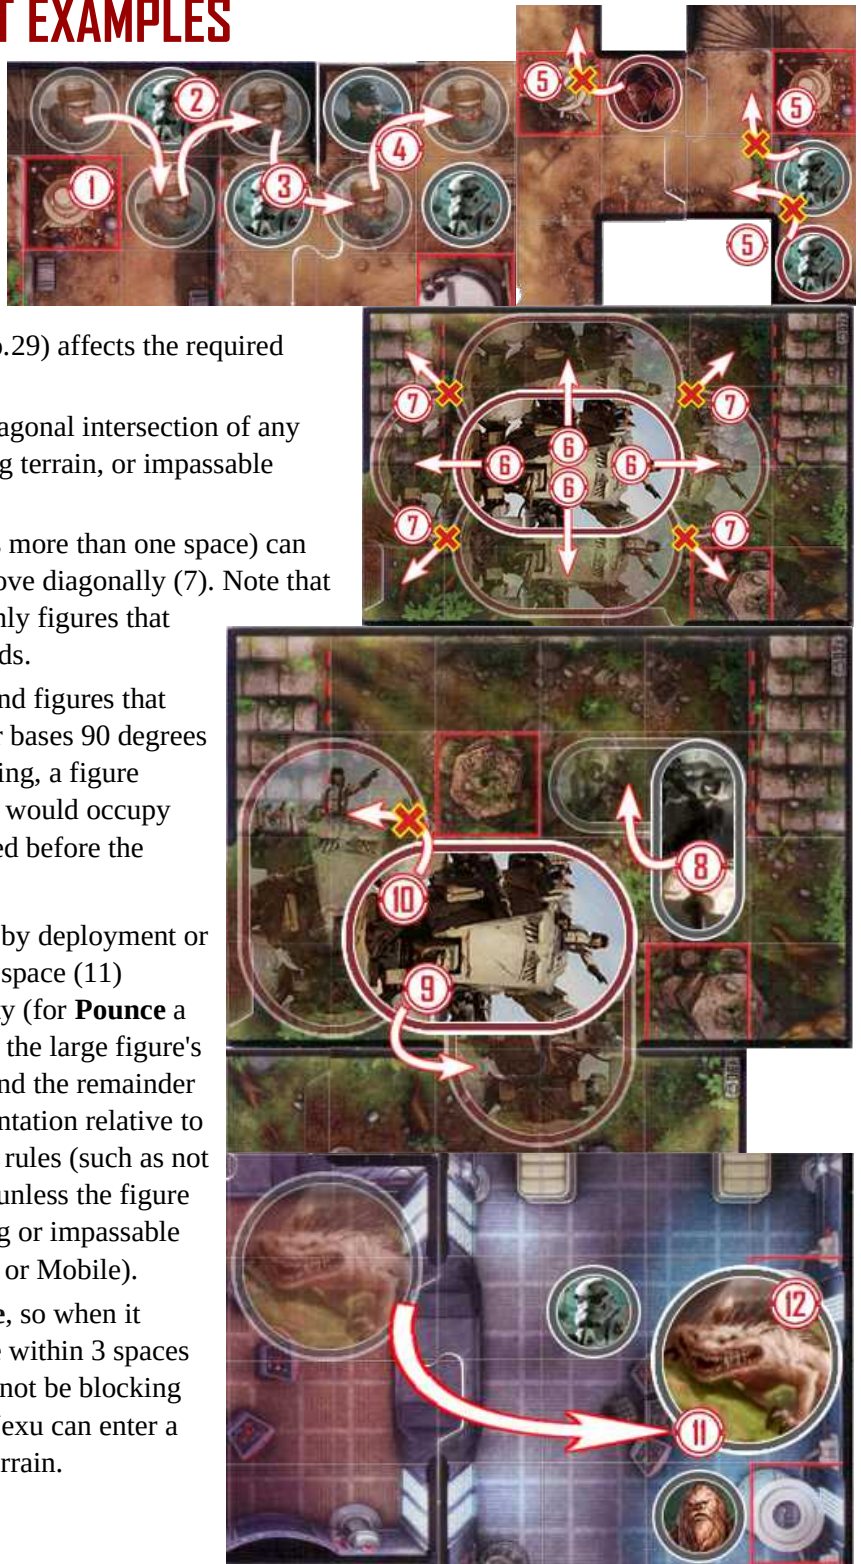 T EXAMPLES
1
2
3
4
5
5
5
.29) affects the required
agonal intersection of any
g terrain, or impassable
s more than one space) can
ove diagonally (7). Note that
nly figures that
ds.
6
6
6
6
7
7
7
7
nd figures that
r bases 90 degrees
ing, a figure
would occupy
ed before the
8
9
10
by deployment or
space (11)
y (for Pounce a
the large figure's
nd the remainder
ntation relative to
rules (such as not
unless the figure
g or impassable
or Mobile).
e, so when it
e within 3 spaces
not be blocking
Nexu can enter a
errain.
11
12